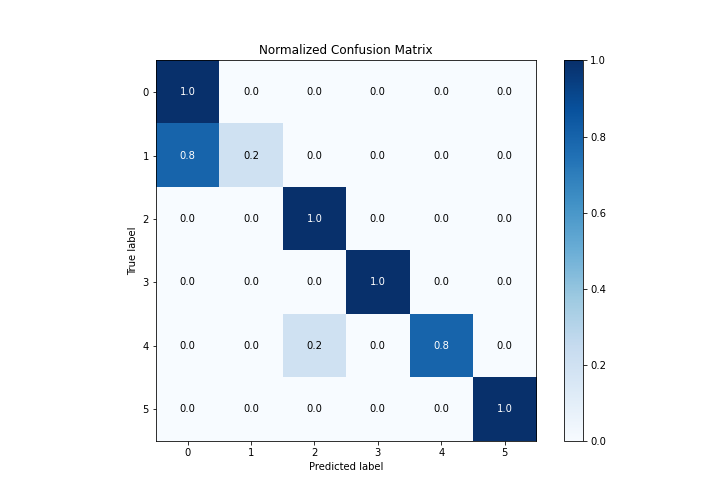 Normalized Confusion Matrix
True label
0 1.0 0.0 0.0 0.0 0.0 0.0
1 0.8 0.2 0.0 0.0 0.0 0.0
2 0.0 0.0 1.0 0.0 0.0 0.0
3 0.0 0.0 0.0 1.0 0.0 0.0
4 0.0 0.0 0.2 0.0 0.8 0.0
5 0.0 0.0 0.0 0.0 0.0 1.0
0 1 2 3 4 5
Predicted label
1.0
0.8
0.6
0.4
0.2
0.0